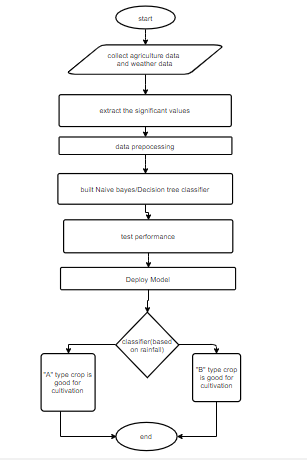 start
collect agriculture data
and weather data
extract the significant values
data prepocessing
built Naive bayes/Decision tree classifier
test performance
Deploy Model
classifier(based
on rainfall)
"A" type crop is
good for
cultivation
"B" type crop
is good for
cultivation
end